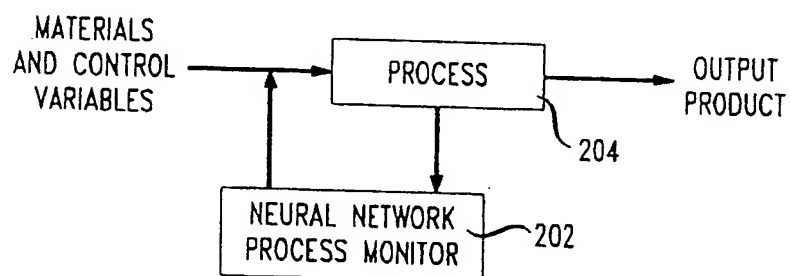 MATERIALS
AND CONTROL
VARIABLES
PROCESS
OUTPUT
PRODUCT
204
NEURAL NETWORK
PROCESS MONITOR
202